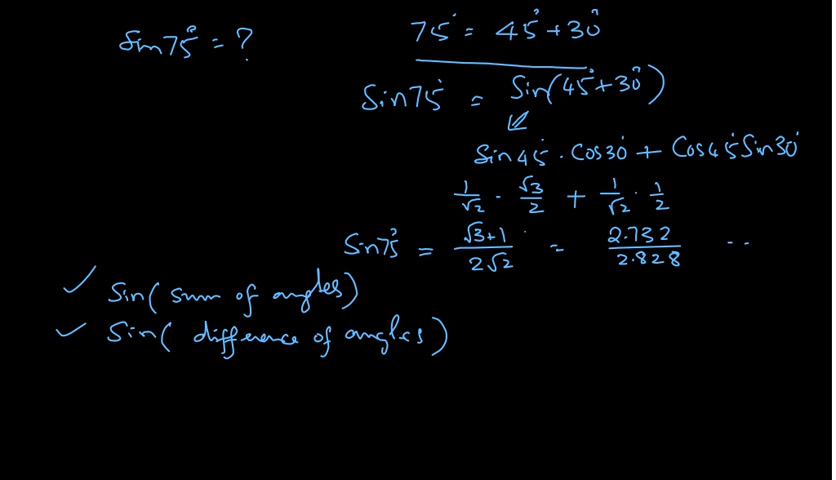 Sin75° = ?
75° = 45° + 30°
Sin75° = Sin(45° + 30°)
Sin45° · Cos30° + Cos45° Sin30°
1/√2 · √3/2 + 1/√2 · 1/2
Sin75° = √3+1/2√2 = 2.732/2.828 ..
✓ Sin( sum of angles)
✓ Sin( difference of angles)